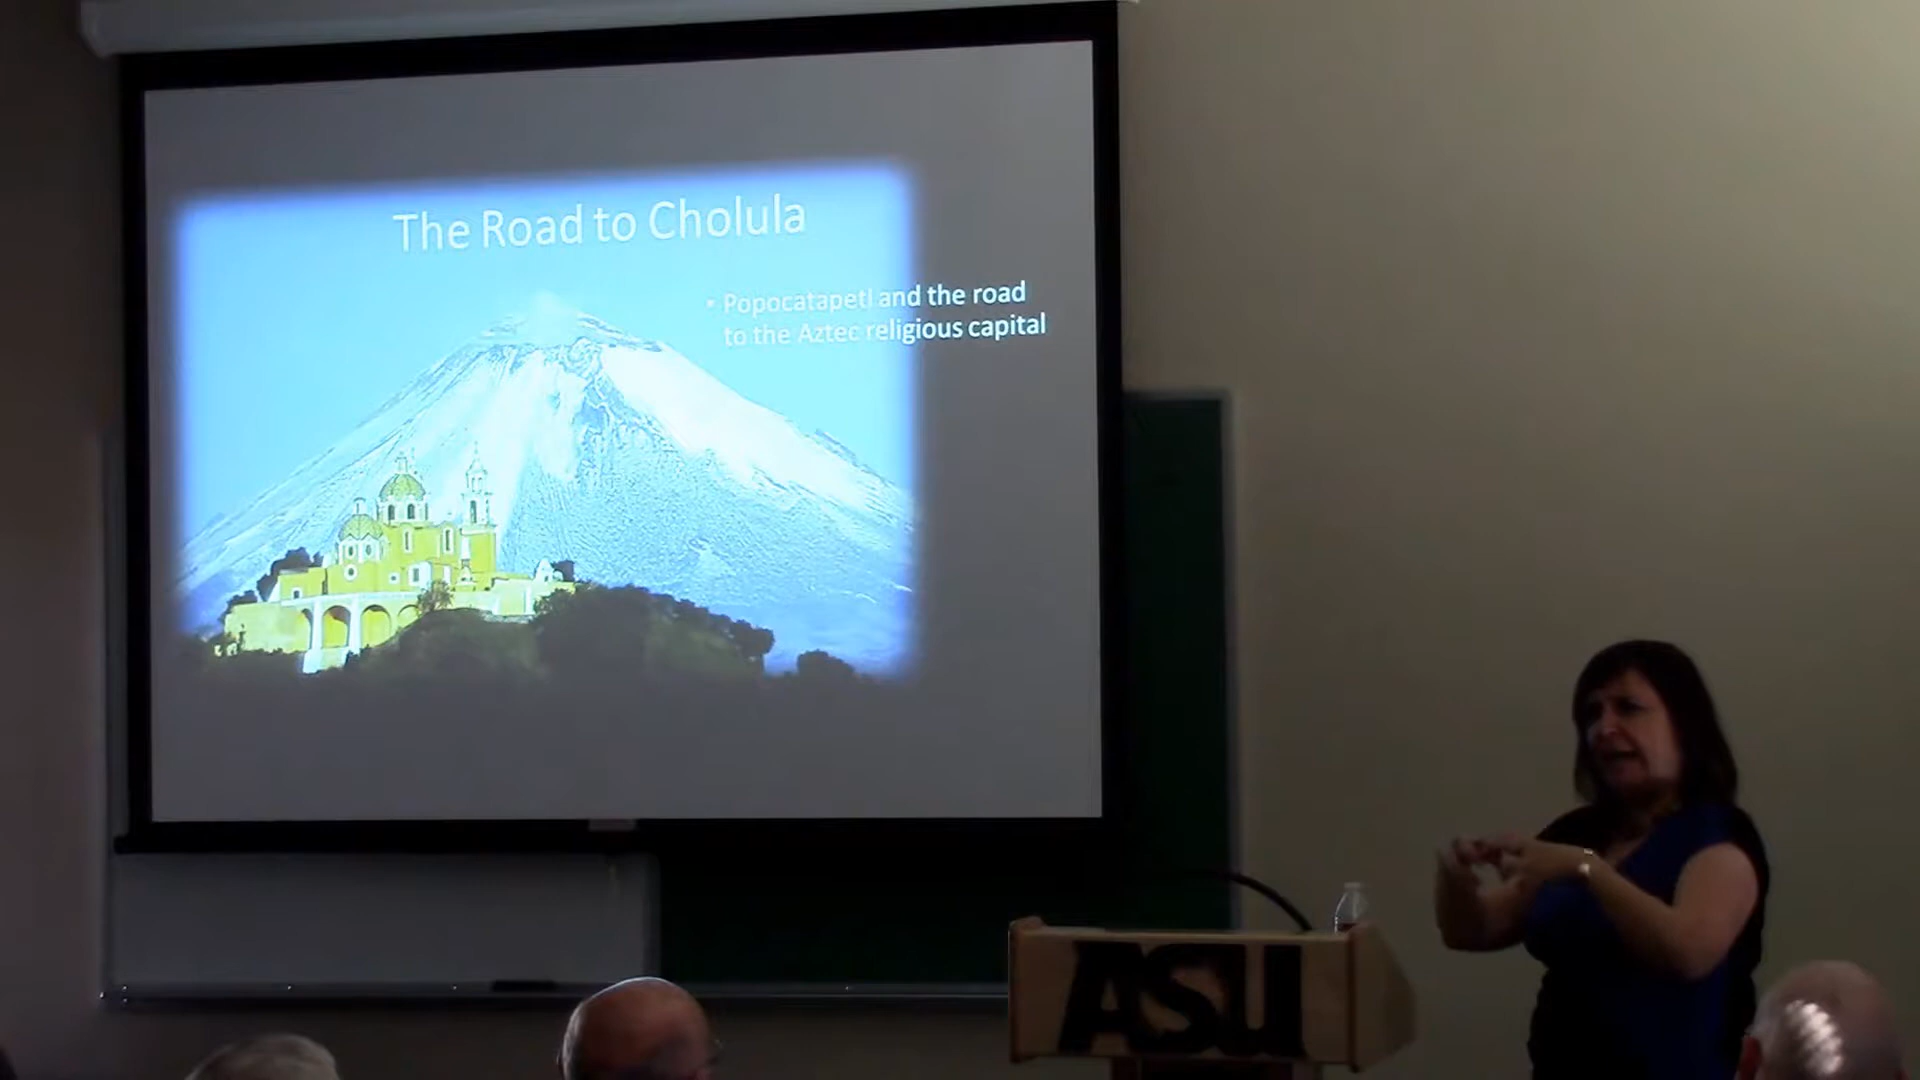 The Road to Cholula
• Popocatapetl and the road
to the Aztec religious capital
ASU